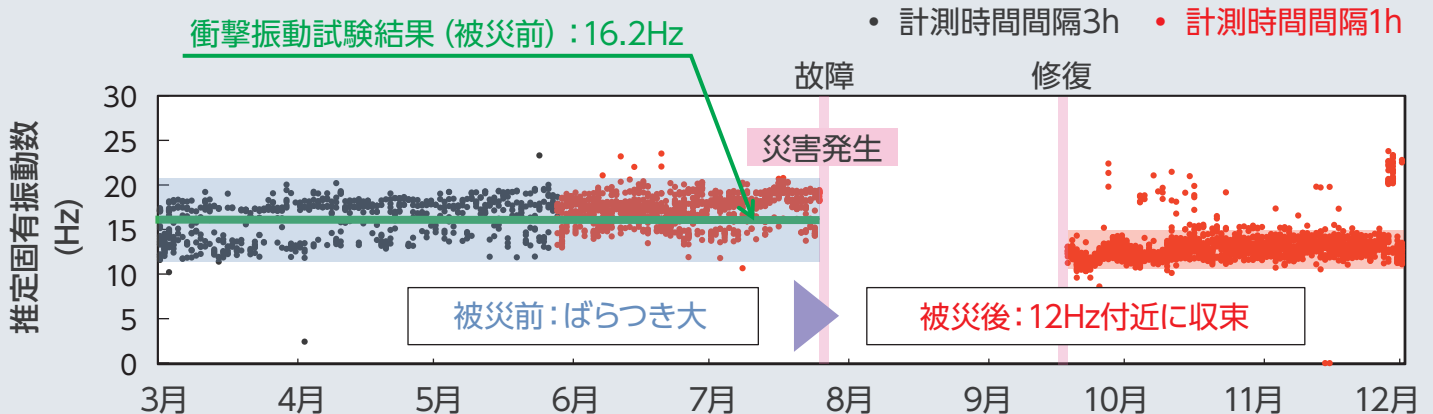 衝撃振動試験結果（被災前）：16.2Hz
• 計測時間間隔3h
• 計測時間間隔1h
故障
修復
災害発生
推定固有振動数
(Hz)
30
25
20
15
10
5
0
被災前：ばらつき大
被災後：12Hz付近に収束
3月
4月
5月
6月
7月
8月
9月
10月
11月
12月